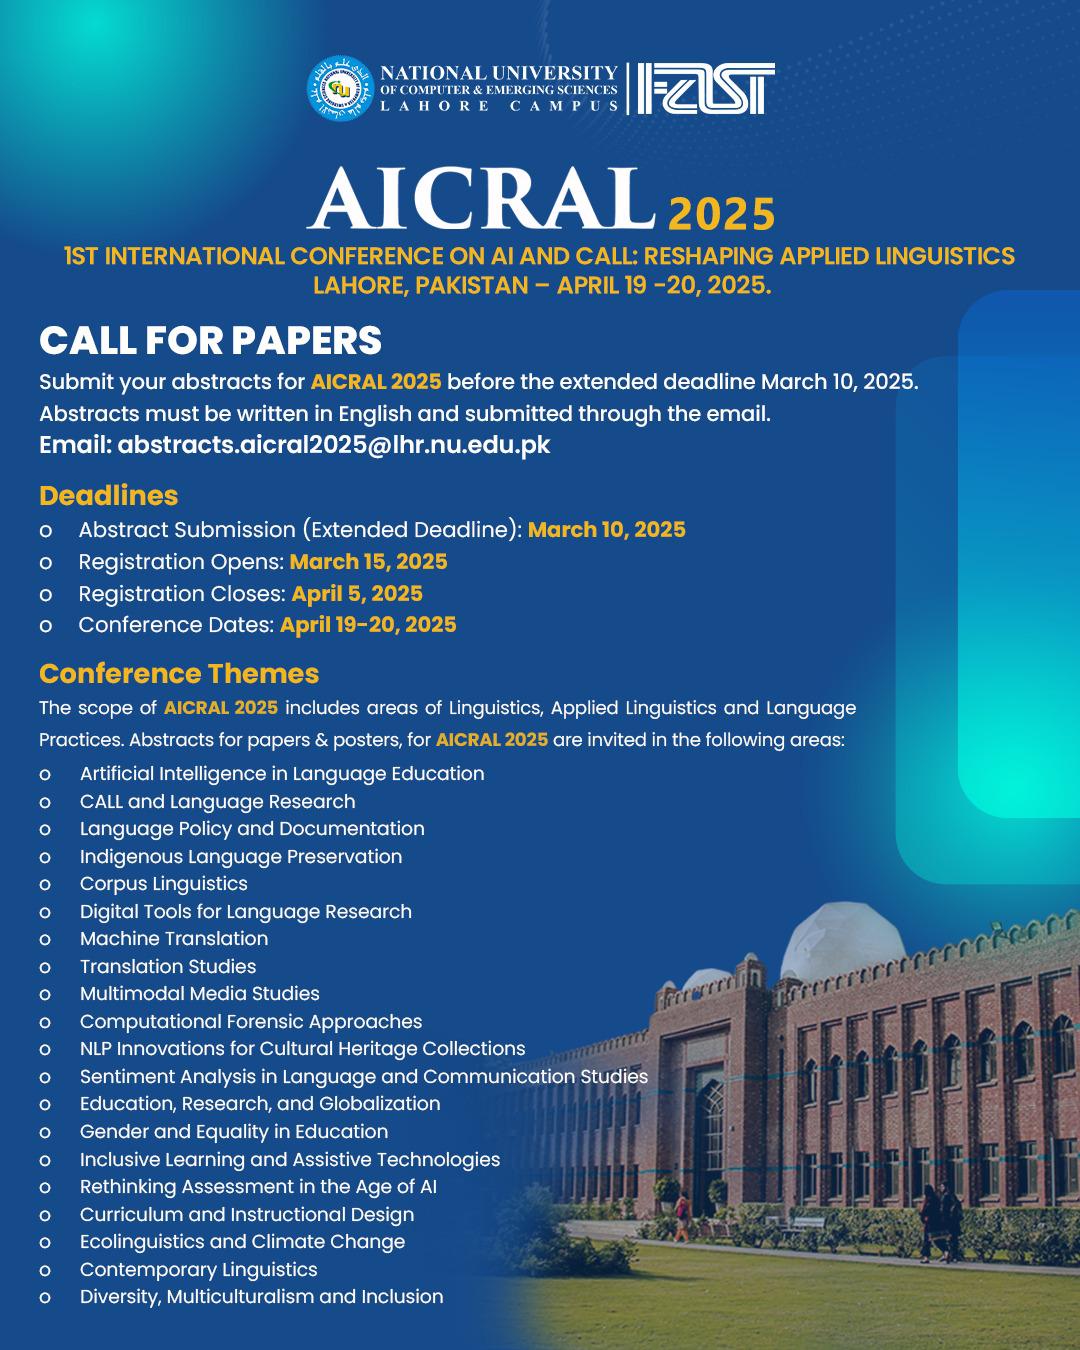 NATIONAL UNIVERSITY
OF COMPUTER & EMERGING SCIENCES
LAHORE CAMPUS
FAST
AICRAL 2025
1ST INTERNATIONAL CONFERENCE ON AI AND CALL: RESHAPING APPLIED LINGUISTICS
LAHORE, PAKISTAN – APRIL 19 -20, 2025.
CALL FOR PAPERS
Submit your abstracts for AICRAL 2025 before the extended deadline March 10, 2025.
Abstracts must be written in English and submitted through the email.
Email: abstracts.aicral2025@lhr.nu.edu.pk
Deadlines
o Abstract Submission (Extended Deadline): March 10, 2025
o Registration Opens: March 15, 2025
o Registration Closes: April 5, 2025
o Conference Dates: April 19-20, 2025
Conference Themes
The scope of AICRAL 2025 includes areas of Linguistics, Applied Linguistics and Language
Practices. Abstracts for papers & posters, for AICRAL 2025 are invited in the following areas:
o Artificial Intelligence in Language Education
o CALL and Language Research
o Language Policy and Documentation
o Indigenous Language Preservation
o Corpus Linguistics
o Digital Tools for Language Research
o Machine Translation
o Translation Studies
o Multimodal Media Studies
o Computational Forensic Approaches
o NLP Innovations for Cultural Heritage Collections
o Sentiment Analysis in Language and Communication Studies
o Education, Research, and Globalization
o Gender and Equality in Education
o Inclusive Learning and Assistive Technologies
o Rethinking Assessment in the Age of AI
o Curriculum and Instructional Design
o Ecolinguistics and Climate Change
o Contemporary Linguistics
o Diversity, Multiculturalism and Inclusion